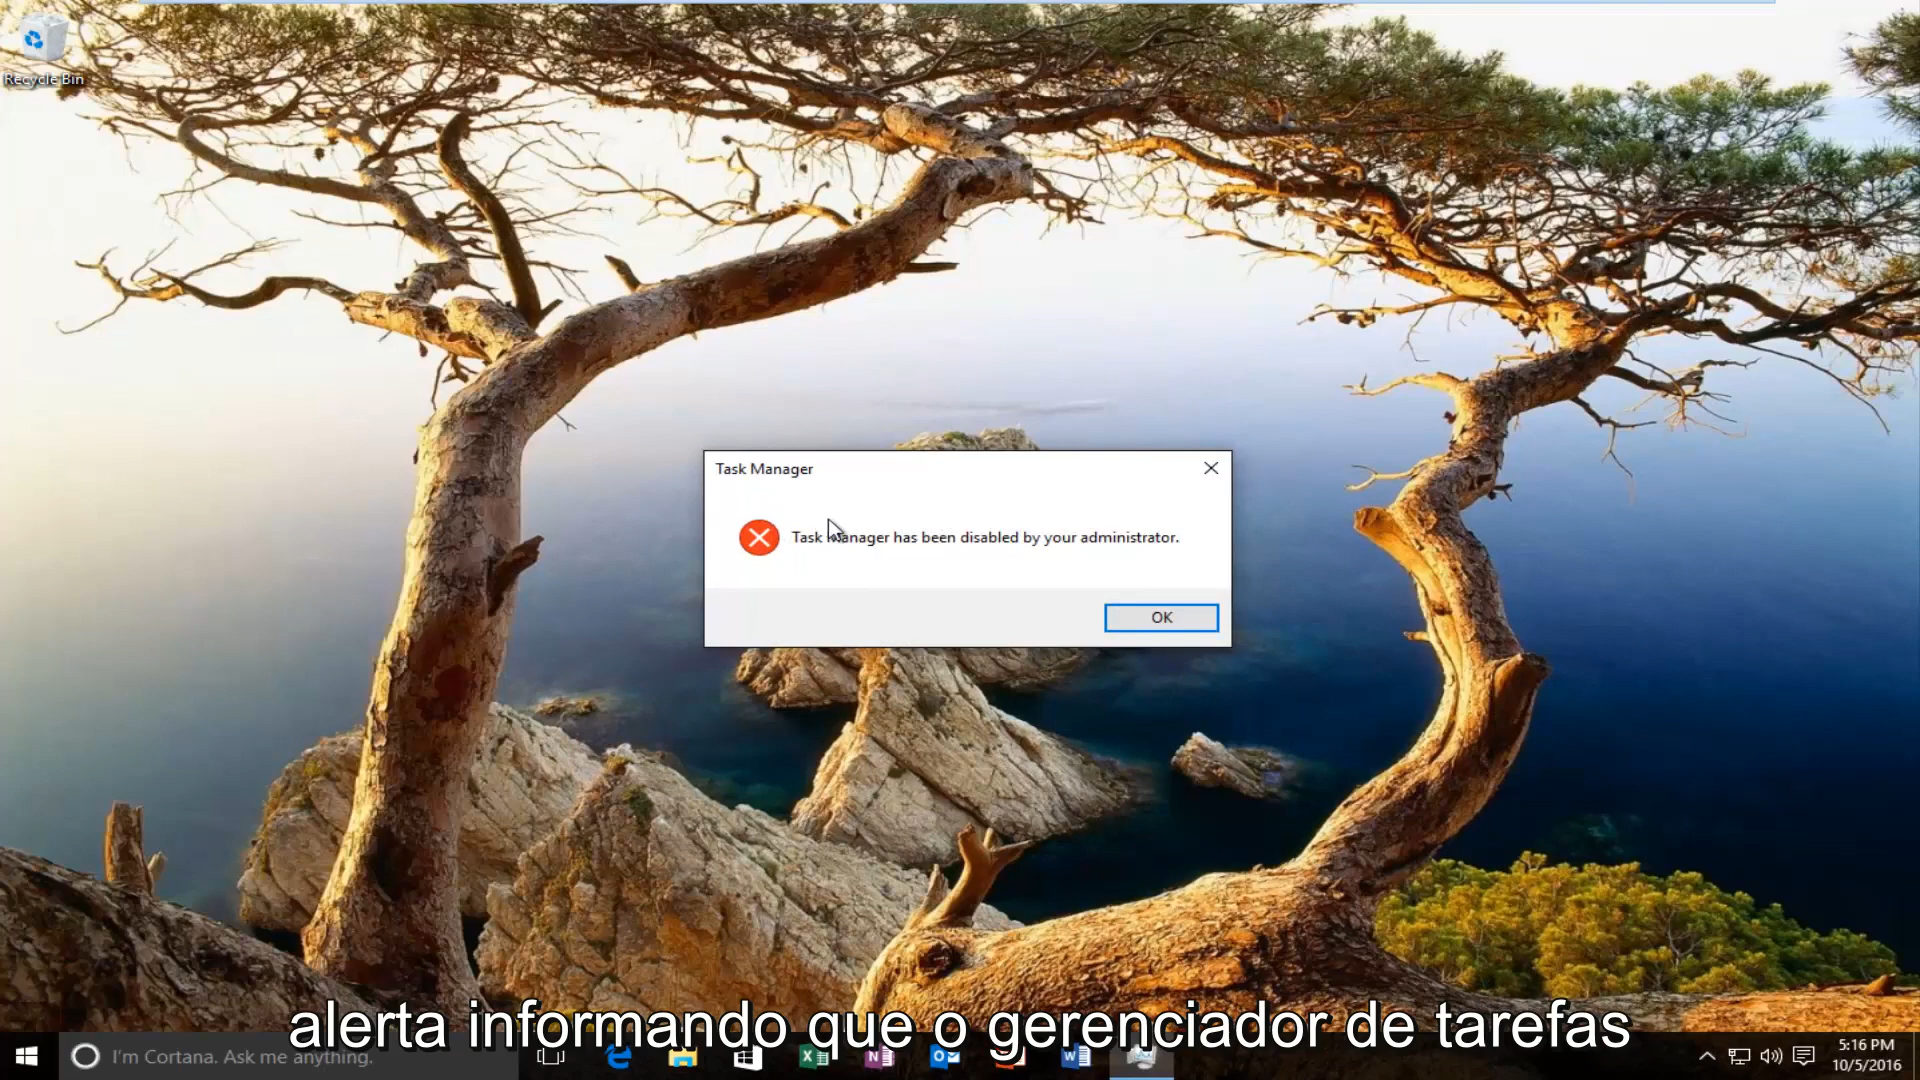 Recycle Bin
Task Manager
Task Manager has been disabled by your administrator.
OK
alerta informando que o gerenciador de tarefas
I'm Cortana. Ask me anything.
5:16 PM
10/5/2016